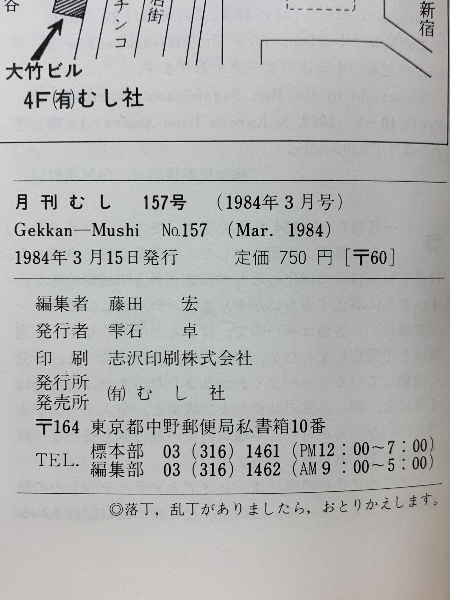 谷
チンコ
街
新宿
大竹ビル
4F(有)むし社
月刊むし 157号 (1984年3月号)
Gekkan—Mushi No.157 (Mar. 1984)
1984年3月15日発行 定価 750円 [〒60]
編集者 藤田 宏
発行者 雫石 卓
印刷 志沢印刷株式会社
発行所
発売所 (有)むし社
〒164 東京都中野郵便局私書箱10番
TEL. 標本部 03 (316) 1461 (PM12:00〜7:00)
編集部 03 (316) 1462 (AM9:00〜5:00)
◎落丁,乱丁がありましたら,おとりかえします。